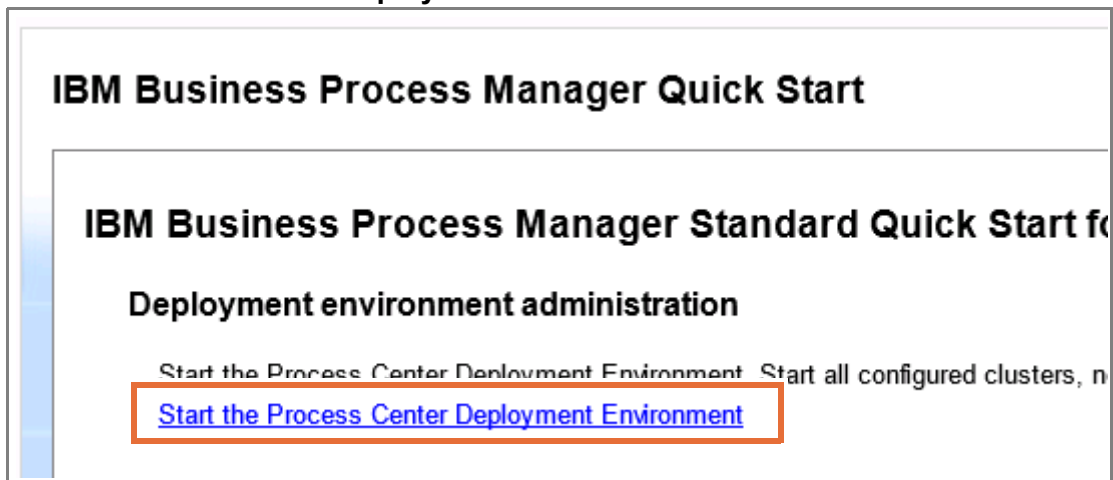 IBM Business Process Manager Quick Start
IBM Business Process Manager Standard Quick Start
Deployment environment administration
Start the Process Center Deployment Environment. Start all configured clusters,
Start the Process Center Deployment Environment